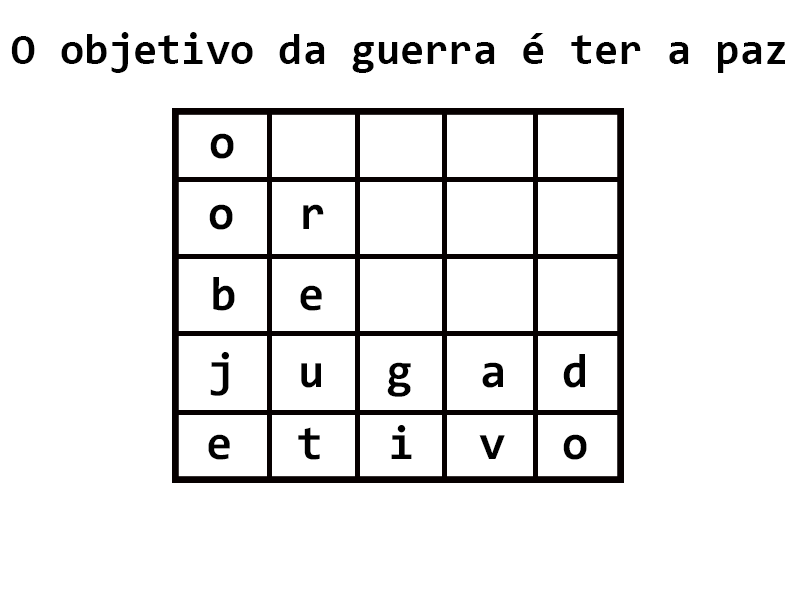 O objetivo da guerra é ter a paz
o
o r
b e
j u g a d
e t i v o